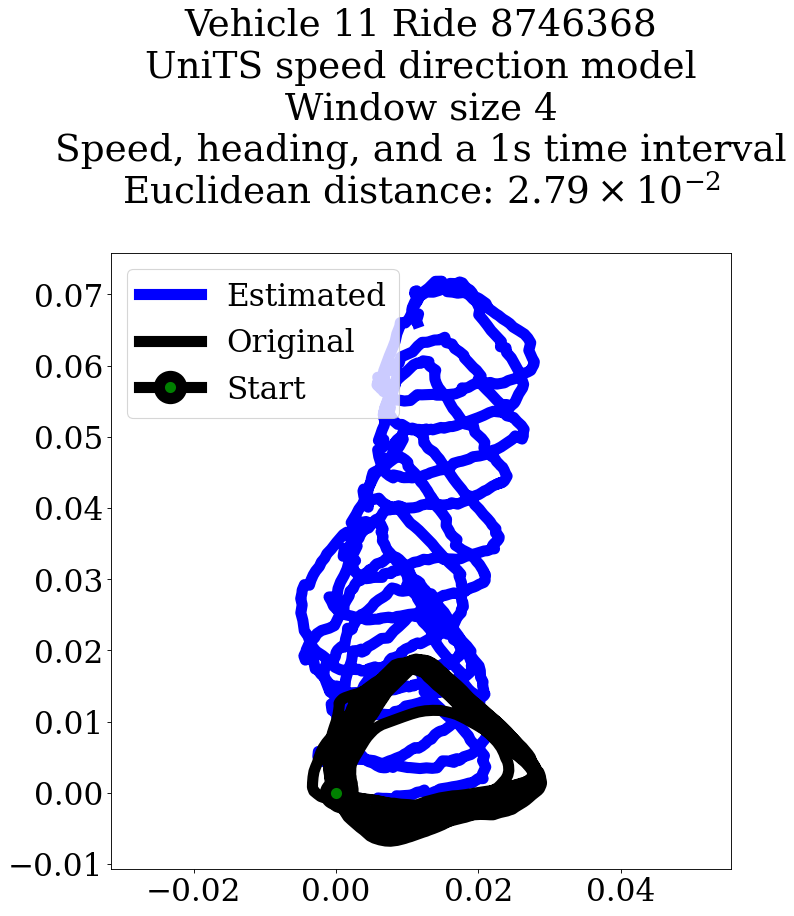 Vehicle 11 Ride 8746368
UniTS speed direction model
Window size 4
Speed, heading, and a 1s time interval
Euclidean distance: 2.79 × 10⁻²
Estimated
Original
Start
0.07
0.06
0.05
0.04
0.03
0.02
0.01
0.00
−0.01
−0.02 0.00 0.02 0.04